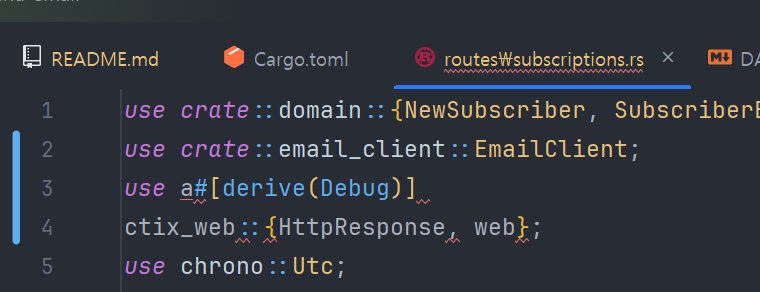 README.md Cargo.toml routes₩subscriptions.rs DA
1 use crate::domain::{NewSubscriber, SubscriberE
2 use crate::email_client::EmailClient;
3 use a#[derive(Debug)]
4 ctix_web::{HttpResponse, web};
5 use chrono::Utc;